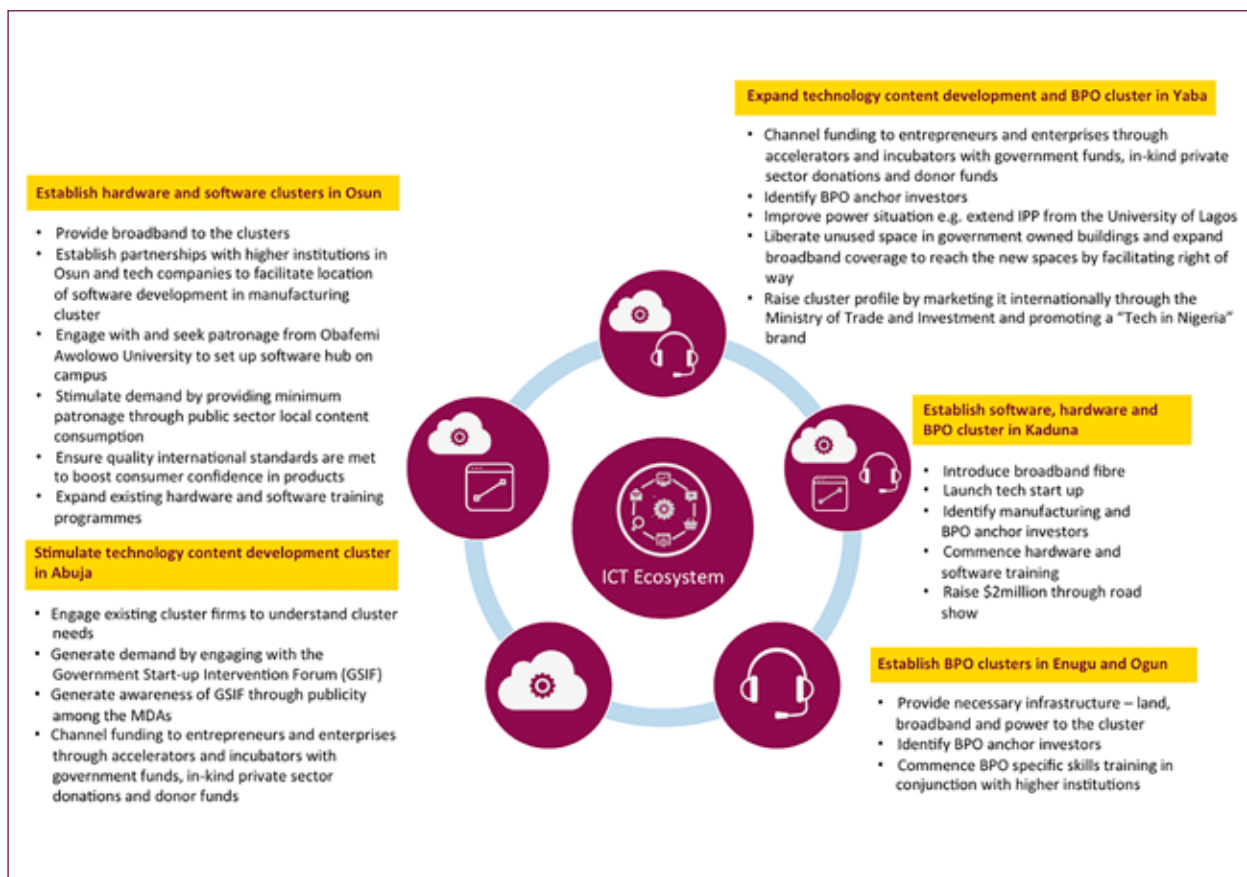 Expand technology content development and BPO cluster in Yaba
• Channel funding to entrepreneurs and enterprises through
accelerators and incubators with government funds, in-kind private
sector donations and donor funds
• Identify BPO anchor investors
• Improve power situation e.g. extend IPP from the University of Lagos
• Liberate unused space in government owned buildings and expand
broadband coverage to reach the new spaces by facilitating right of
way
• Raise cluster profile by marketing it internationally through the
Ministry of Trade and Investment and promoting a “Tech in Nigeria”
brand
Establish hardware and software clusters in Osun
• Provide broadband to the clusters
• Establish partnerships with higher institutions in
Osun and tech companies to facilitate location
of software development in manufacturing
cluster
• Engage with and seek patronage from Obafemi
Awolowo University to set up software hub on
campus
• Stimulate demand by providing minimum
patronage through public sector local content
consumption
• Ensure quality international standards are met
to boost consumer confidence in products
• Expand existing hardware and software training
programmes
Establish software, hardware and
BPO cluster in Kaduna
• Introduce broadband fibre
• Launch tech start up
• Identify manufacturing and
BPO anchor investors
• Commence hardware and
software training
• Raise $2million through road
show
ICT Ecosystem
Stimulate technology content development cluster
in Abuja
• Engage existing cluster firms to understand cluster
needs
• Generate demand by engaging with the
Government Start-up Intervention Forum (GSIF)
• Generate awareness of GSIF through publicity
among the MDAs
• Channel funding to entrepreneurs and enterprises
through accelerators and incubators with
government funds, in-kind private sector
donations and donor funds
Establish BPO clusters in Enugu and Ogun
• Provide necessary infrastructure – land,
broadband and power to the cluster
• Identify BPO anchor investors
• Commence BPO specific skills training in
conjunction with higher institutions